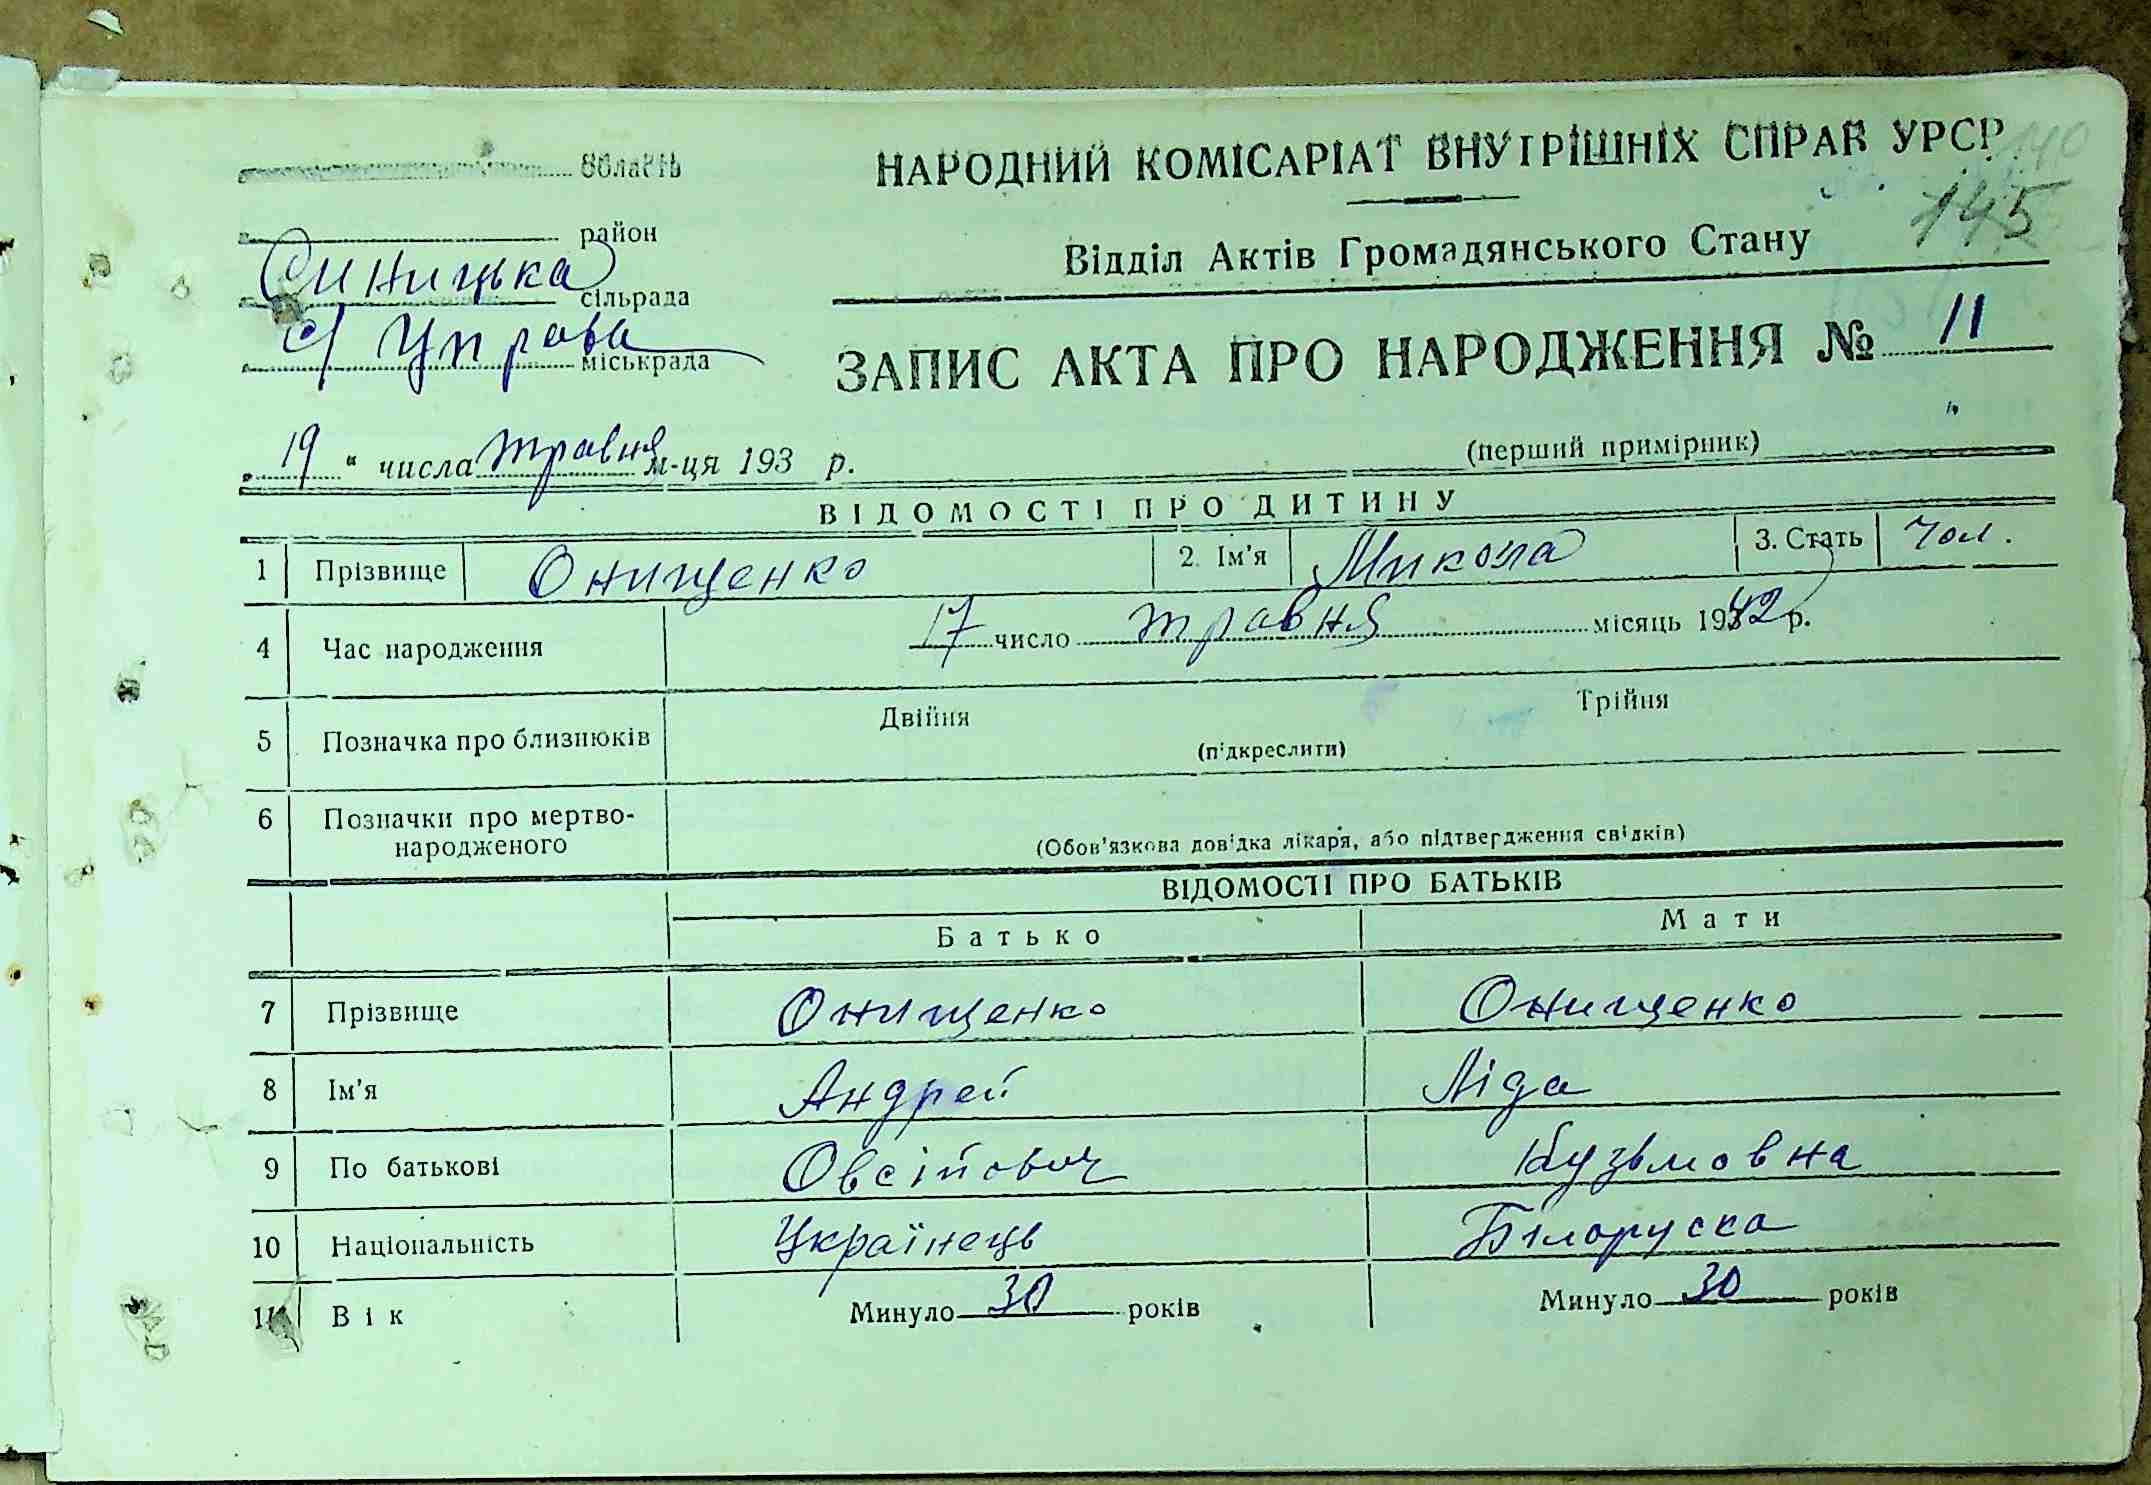 область
НАРОДНИЙ КОМІСАРІАТ ВНУТРІШНІХ СПРАВ УРСР
140
145
район
Відділ Актів Громадянського Стану
Синицька
сільрада
с/ Управа
міськрада
ЗАПИС АКТА ПРО НАРОДЖЕННЯ № 11
„ 19 “ числа травня м-ця 193 р.
(перший примірник)
ВІДОМОСТІ ПРО ДИТИНУ
1 Прізвище Онищенко 2. Ім'я Микола 3. Стать чол.
4 Час народження 17 число травня місяць 1942 р.
5 Позначка про близнюків Двійня Трійня
(підкреслити)
6 Позначки про мертво-
народженого
(Обов'язкова довідка лікаря, або підтвердження свідків)
ВІДОМОСТІ ПРО БАТЬКІВ
Батько Мати
7 Прізвище Онищенко Онищенко
8 Ім'я Андрей Ліда
9 По батькові Овсійович Кузьмовна
10 Національність Українець Білоруска
11 Вік Минуло 30 років Минуло 30 років